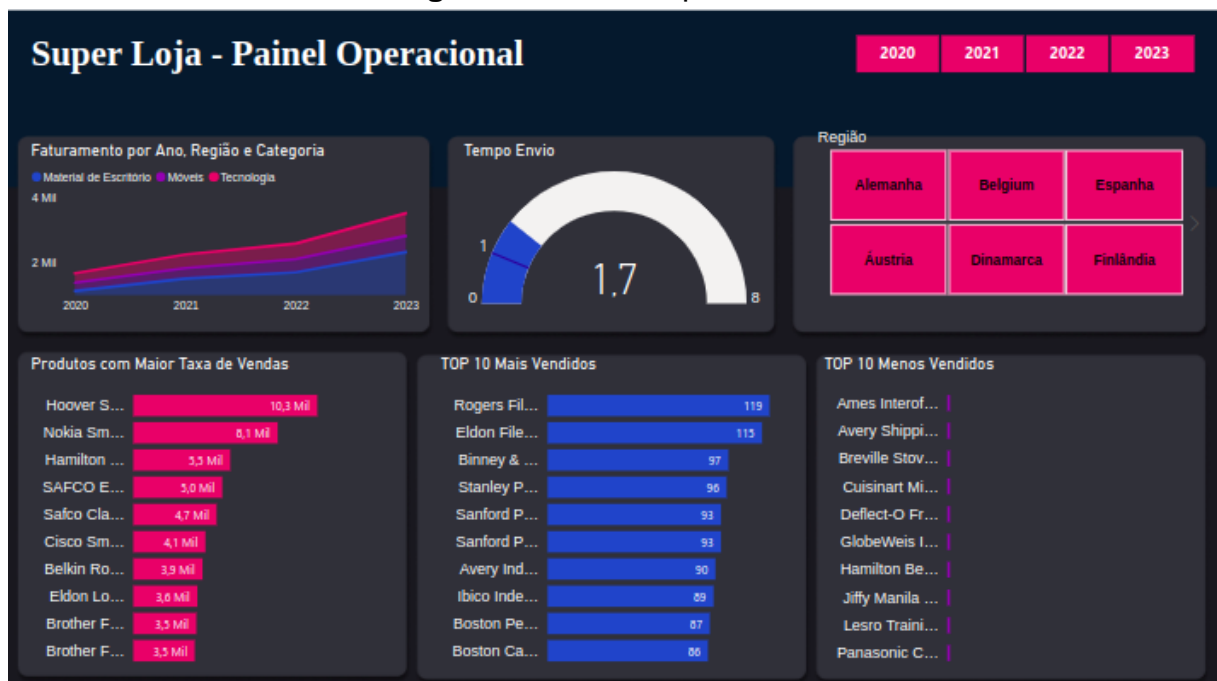 Super Loja - Painel Operacional
2020 2021 2022 2023
Faturamento por Ano, Região e Categoria
Material de Escritório Móveis Tecnologia
4 Mil
2 Mil
2020 2021 2022 2023
Tempo Envio
1
1,7
0 8
Região
Alemanha Belgium Espanha
Áustria Dinamarca Finlândia
Produtos com Maior Taxa de Vendas
Hoover S... 10,3 Mil
Nokia Sm... 8,1 Mil
Hamilton ... 5,5 Mil
SAFCO E... 5,0 Mil
Safco Cla... 4,7 Mil
Cisco Sm... 4,1 Mil
Belkin Ro... 3,9 Mil
Eldon Lo... 3,6 Mil
Brother F... 3,5 Mil
Brother F... 3,5 Mil
TOP 10 Mais Vendidos
Rogers Fil... 119
Eldon File... 115
Binney & ... 97
Stanley P... 96
Sanford P... 93
Sanford P... 93
Avery Ind... 90
Ibico Inde... 89
Boston Pe... 87
Boston Ca... 86
TOP 10 Menos Vendidos
Ames Interof...
Avery Shippi...
Breville Stov...
Cuisinart Mi...
Deflect-O Fr...
GlobeWeis I...
Hamilton Be...
Jiffy Manila ...
Lesro Traini...
Panasonic C...